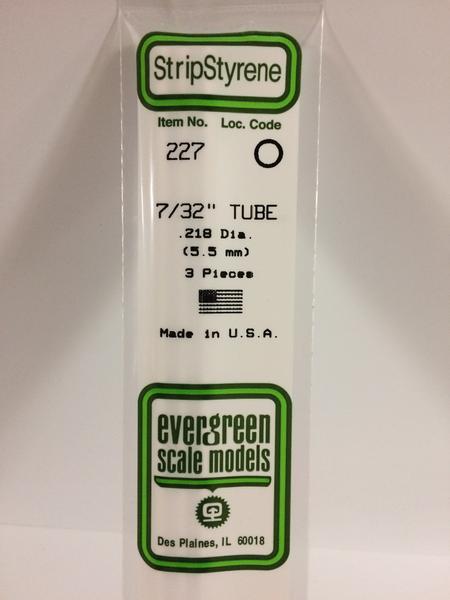 StripStyrene
Item No. Loc. Code
227
7/32" TUBE
.218 Dia.
(5.5 mm)
3 Pieces
Made in U.S.A.
evergreen
scale models
Des Plaines, IL 60018